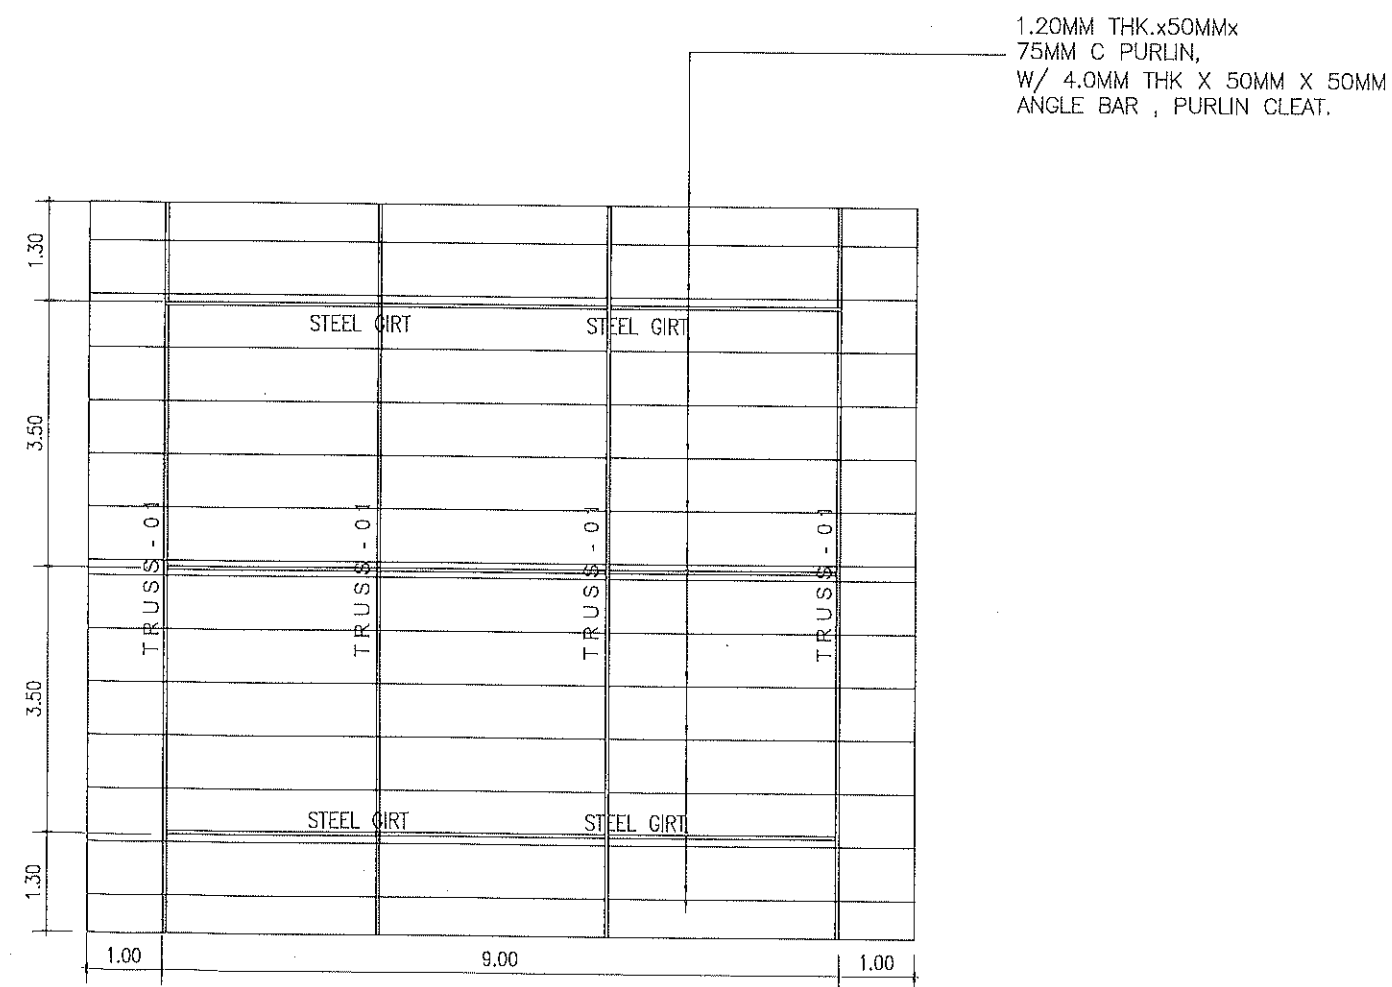 1.20MM THK.x50MMx
75MM C PURLIN,
W/ 4.0MM THK X 50MM X 50MM
ANGLE BAR , PURLIN CLEAT.
1.30
3.50
3.50
1.30
STEEL GIRT
STEEL GIRT
TRUSS-01
TRUSS-01
TRUSS-01
TRUSS-01
STEEL GIRT
STEEL GIRT
1.00
9.00
1.00